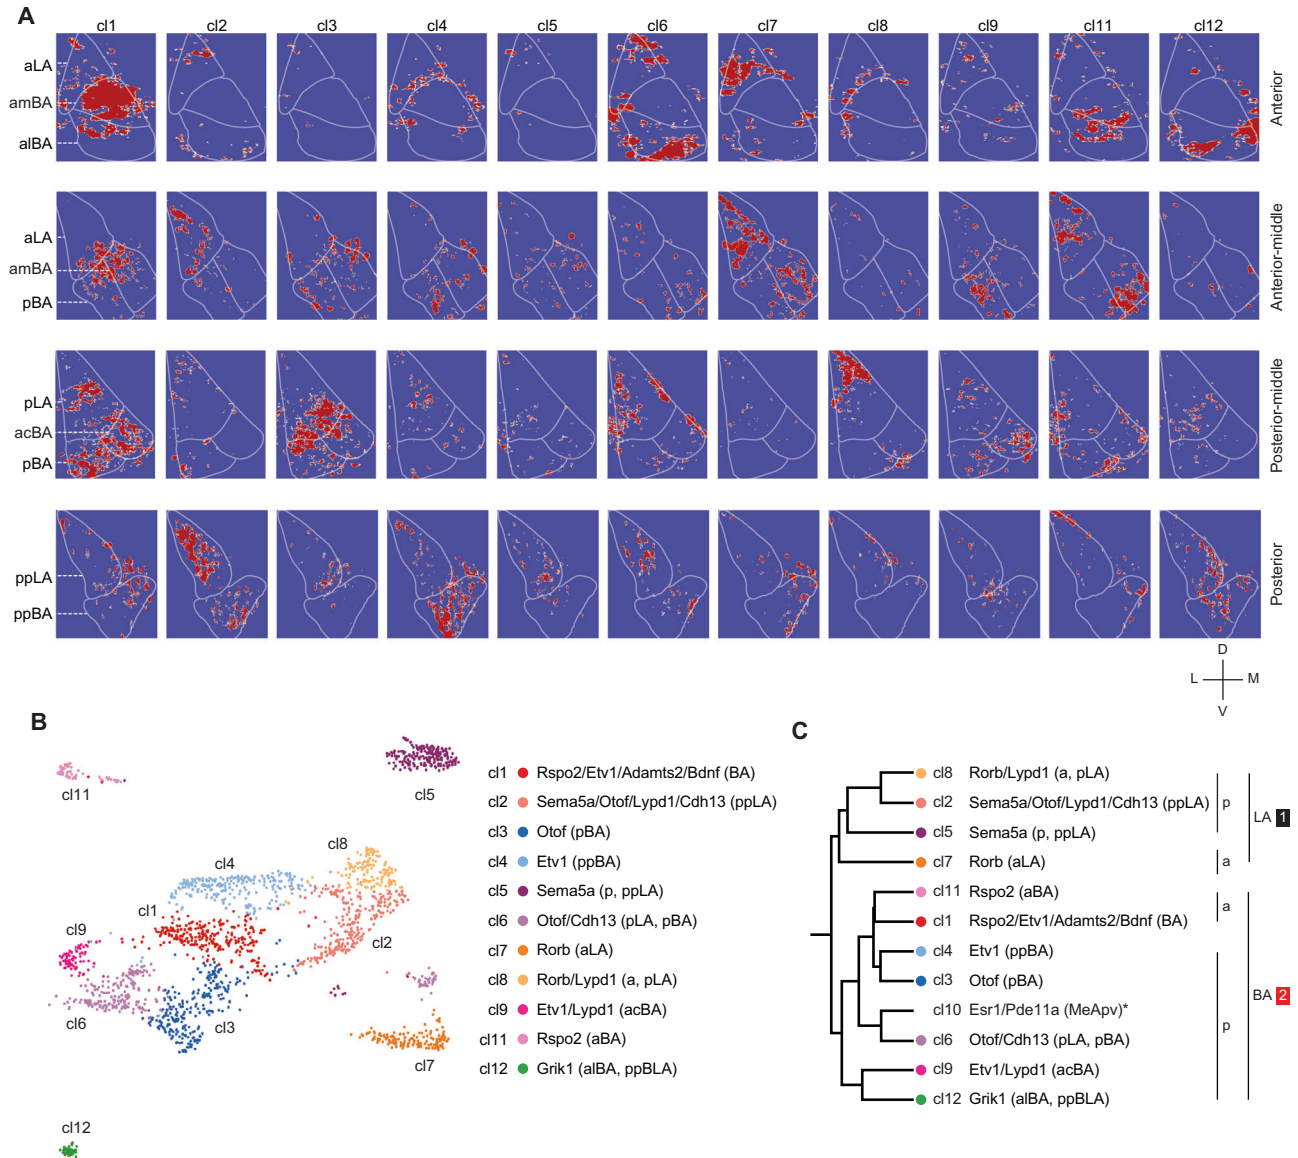 A
cl1 cl2 cl3 cl4 cl5 cl6 cl7 cl8 cl9 cl11 cl12
aLA
amBA
alBA
Anterior
aLA
amBA
pBA
Anterior-middle
pLA
acBA
pBA
Posterior-middle
ppLA
ppBA
Posterior
D
L M
V
B
cl11
cl5
cl8
cl4
cl1
cl9
cl2
cl6
cl3
cl7
cl12
cl1 Rspo2/Etv1/Adamts2/Bdnf (BA)
cl2 Sema5a/Otof/Lypd1/Cdh13 (ppLA)
cl3 Otof (pBA)
cl4 Etv1 (ppBA)
cl5 Sema5a (p, ppLA)
cl6 Otof/Cdh13 (pLA, pBA)
cl7 Rorb (aLA)
cl8 Rorb/Lypd1 (a, pLA)
cl9 Etv1/Lypd1 (acBA)
cl11 Rspo2 (aBA)
cl12 Grik1 (alBA, ppBLA)
C
cl8 Rorb/Lypd1 (a, pLA)
cl2 Sema5a/Otof/Lypd1/Cdh13 (ppLA)
cl5 Sema5a (p, ppLA)
cl7 Rorb (aLA)
cl11 Rspo2 (aBA)
cl1 Rspo2/Etv1/Adamts2/Bdnf (BA)
cl4 Etv1 (ppBA)
cl3 Otof (pBA)
cl10 Esr1/Pde11a (MeApv)*
cl6 Otof/Cdh13 (pLA, pBA)
cl9 Etv1/Lypd1 (acBA)
cl12 Grik1 (alBA, ppBLA)
p
a
LA 1
a
p
BA 2